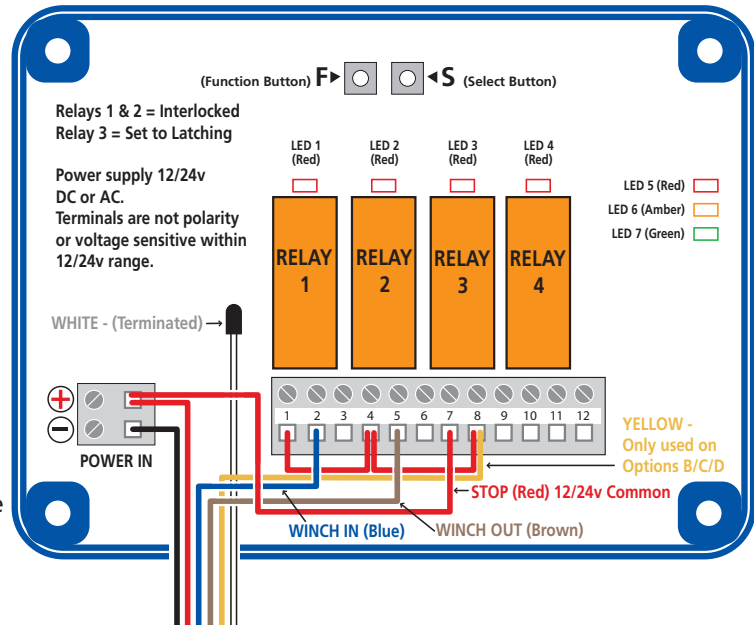 (Function Button) F S (Select Button)
Relays 1 & 2 = Interlocked
Relay 3 = Set to Latching
Power supply 12/24v
DC or AC.
Terminals are not polarity
or voltage sensitive within
12/24v range.
LED 1
(Red)
LED 2
(Red)
LED 3
(Red)
LED 4
(Red)
LED 5 (Red)
LED 6 (Amber)
LED 7 (Green)
RELAY
1
RELAY
2
RELAY
3
RELAY
4
WHITE - (Terminated)
+
−
POWER IN
1 2 3 4 5 6 7 8 9 10 11 12
YELLOW -
Only used on
Options B/C/D
STOP (Red) 12/24v Common
WINCH IN (Blue)
WINCH OUT (Brown)